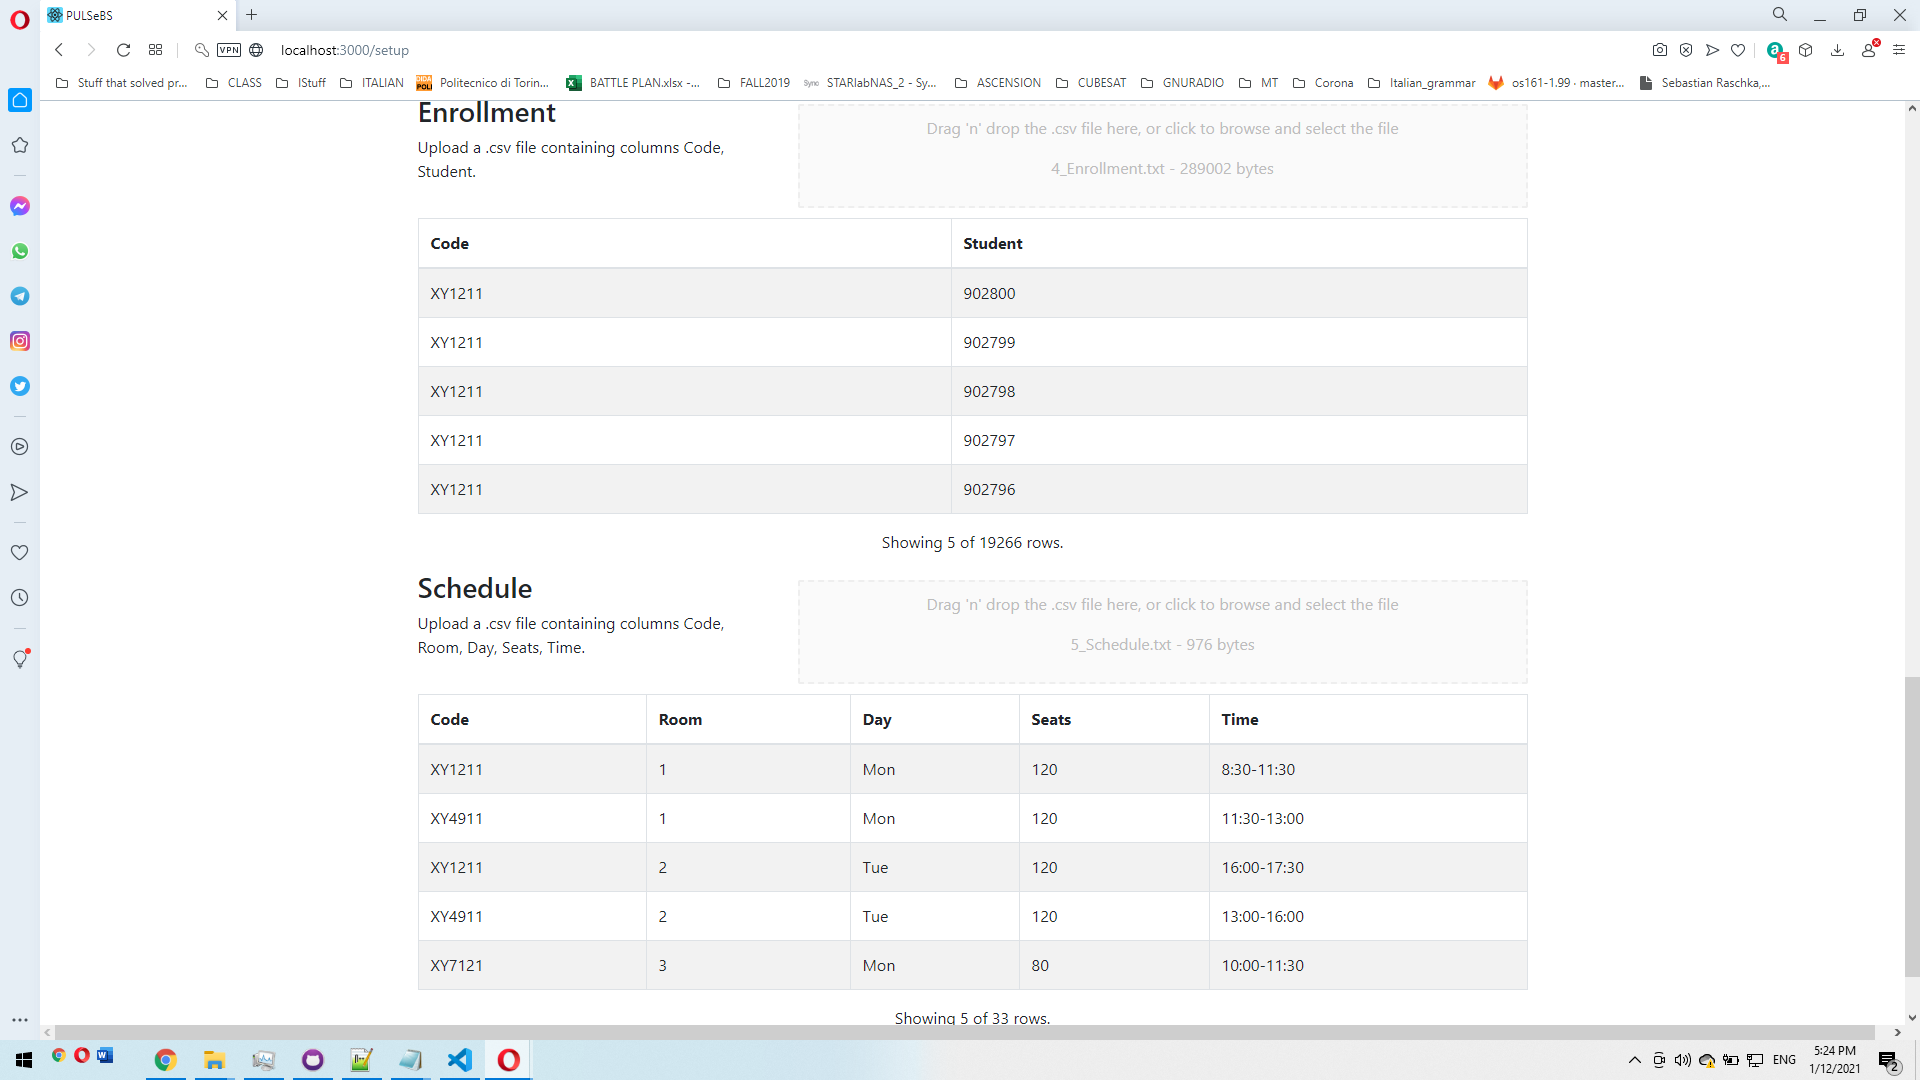 PULSeBS
VPN
localhost:3000/setup
6
Stuff that solved pr...
CLASS
IStuff
ITALIAN
DIDA POLI
Politecnico di Torin...
BATTLE PLAN.xlsx -...
FALL2019
Sync
STARlabNAS_2 - Sy...
ASCENSION
CUBESAT
GNURADIO
MT
Corona
Italian_grammar
os161-1.99 · master...
Sebastian Raschka,...
Enrollment
Upload a .csv file containing columns Code,
Student.
Drag 'n' drop the .csv file here, or click to browse and select the file
4_Enrollment.txt - 289002 bytes
Code Student
XY1211 902800
XY1211 902799
XY1211 902798
XY1211 902797
XY1211 902796
Showing 5 of 19266 rows.
Schedule
Upload a .csv file containing columns Code,
Room, Day, Seats, Time.
Drag 'n' drop the .csv file here, or click to browse and select the file
5_Schedule.txt - 976 bytes
Code Room Day Seats Time
XY1211 1 Mon 120 8:30-11:30
XY4911 1 Mon 120 11:30-13:00
XY1211 2 Tue 120 16:00-17:30
XY4911 2 Tue 120 13:00-16:00
XY7121 3 Mon 80 10:00-11:30
Showing 5 of 33 rows.
ENG
5:24 PM
1/12/2021
2